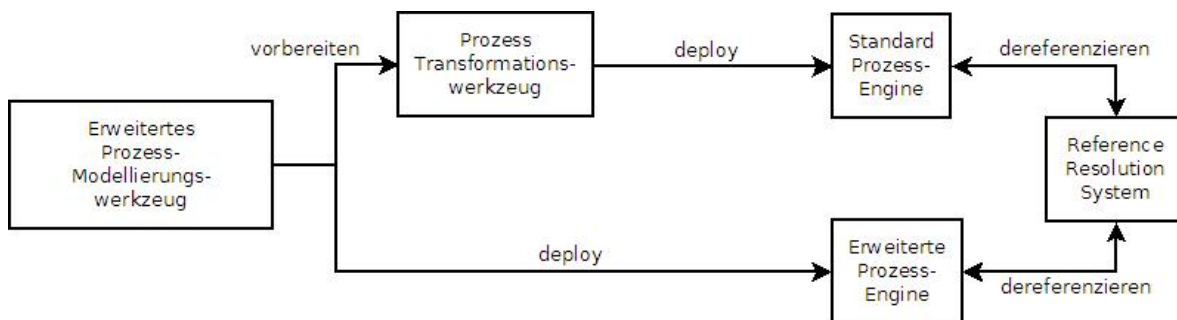 vorbereiten
Prozess
Transformations-
werkzeug
deploy
Standard
Prozess-
Engine
dereferenzieren
Erweitertes
Prozess-
Modellierungs-
werkzeug
Reference
Resolution
System
deploy
Erweiterte
Prozess-
Engine
dereferenzieren